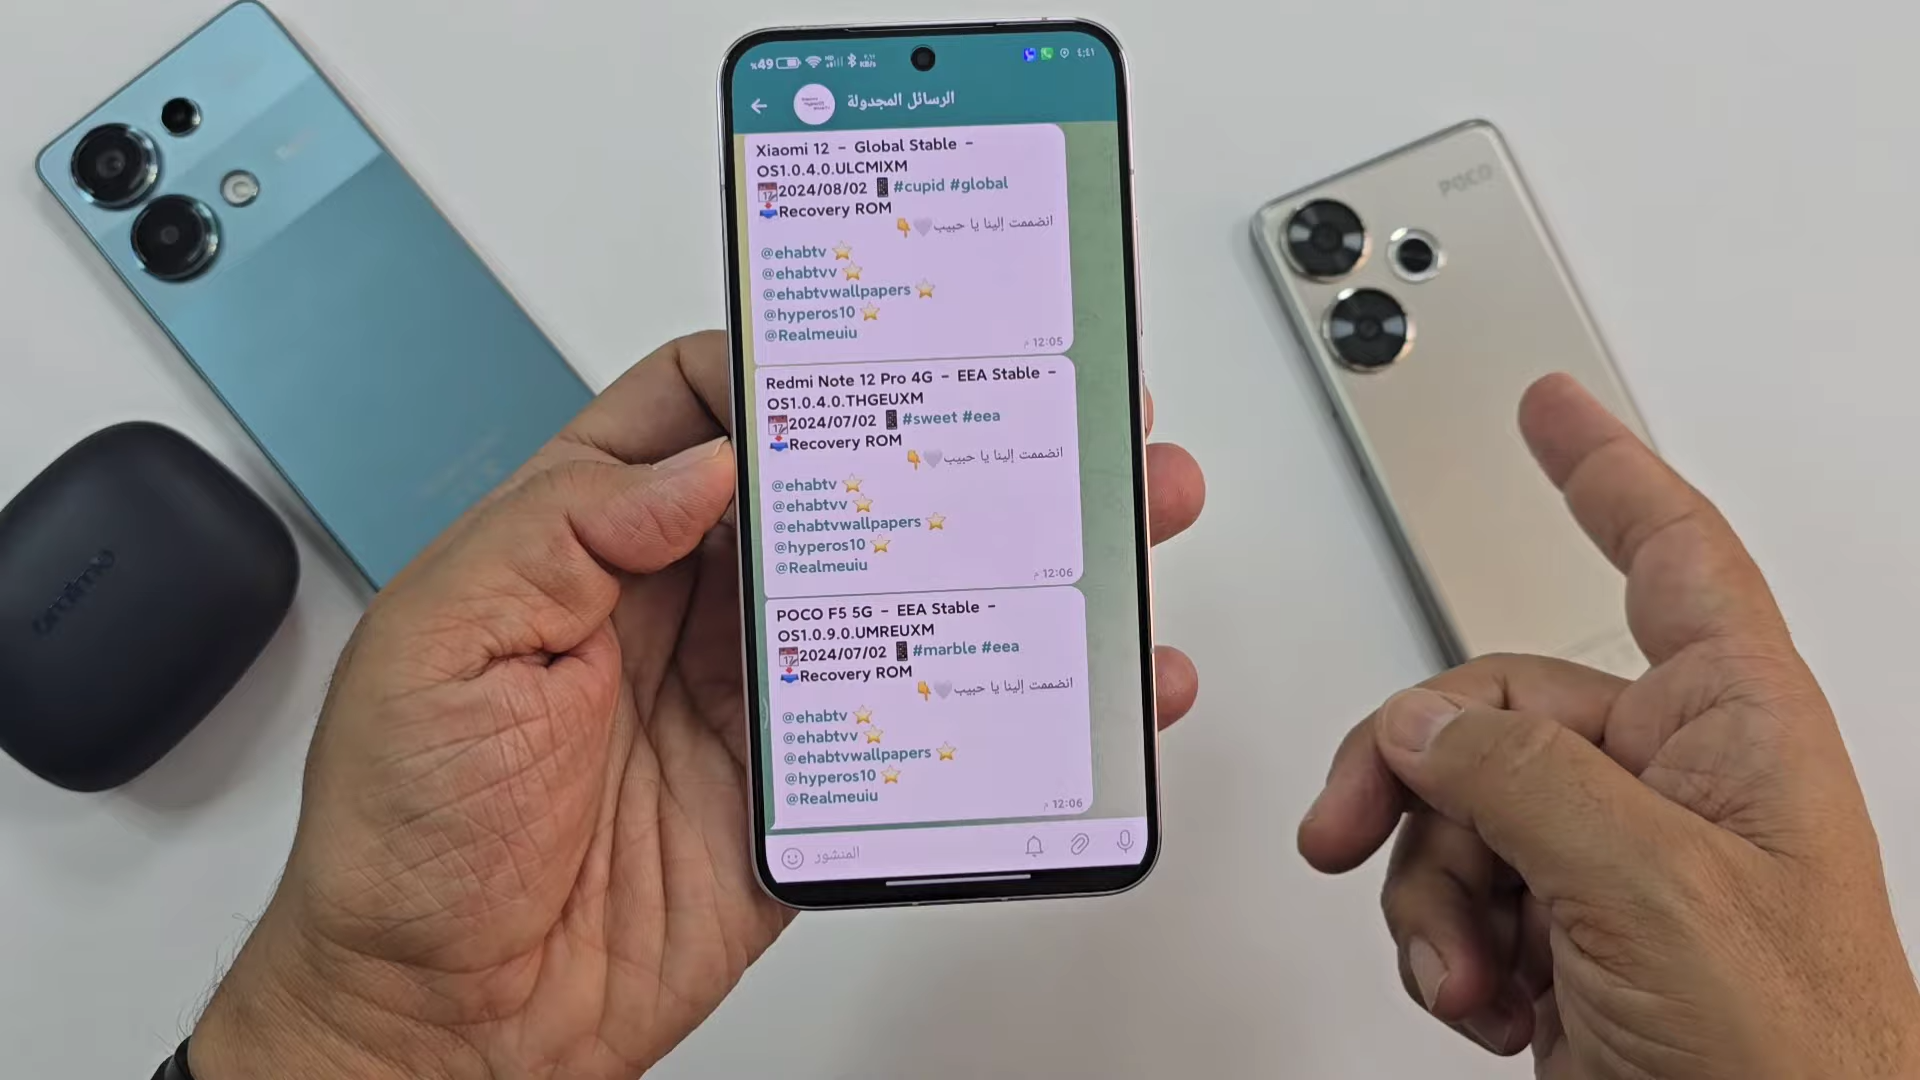 %49
٤:٤١
الرسائل المجدولة
Xiaomi 12 - Global Stable -
OS1.0.4.0.ULCMIXM
2024/08/02 #cupid #global
Recovery ROM
انضممت إلينا يا حبيب
@ehabtv
@ehabtvv
@ehabtvwallpapers
@hyperos10
@Realmeuiu
12:05 م
Redmi Note 12 Pro 4G - EEA Stable -
OS1.0.4.0.THGEUXM
2024/07/02 #sweet #eea
Recovery ROM
انضممت إلينا يا حبيب
@ehabtv
@ehabtvv
@ehabtvwallpapers
@hyperos10
@Realmeuiu
12:06 م
POCO F5 5G - EEA Stable -
OS1.0.9.0.UMREUXM
2024/07/02 #marble #eea
Recovery ROM
انضممت إلينا يا حبيب
@ehabtv
@ehabtvv
@ehabtvwallpapers
@hyperos10
@Realmeuiu
12:06 م
المنشور
POCO